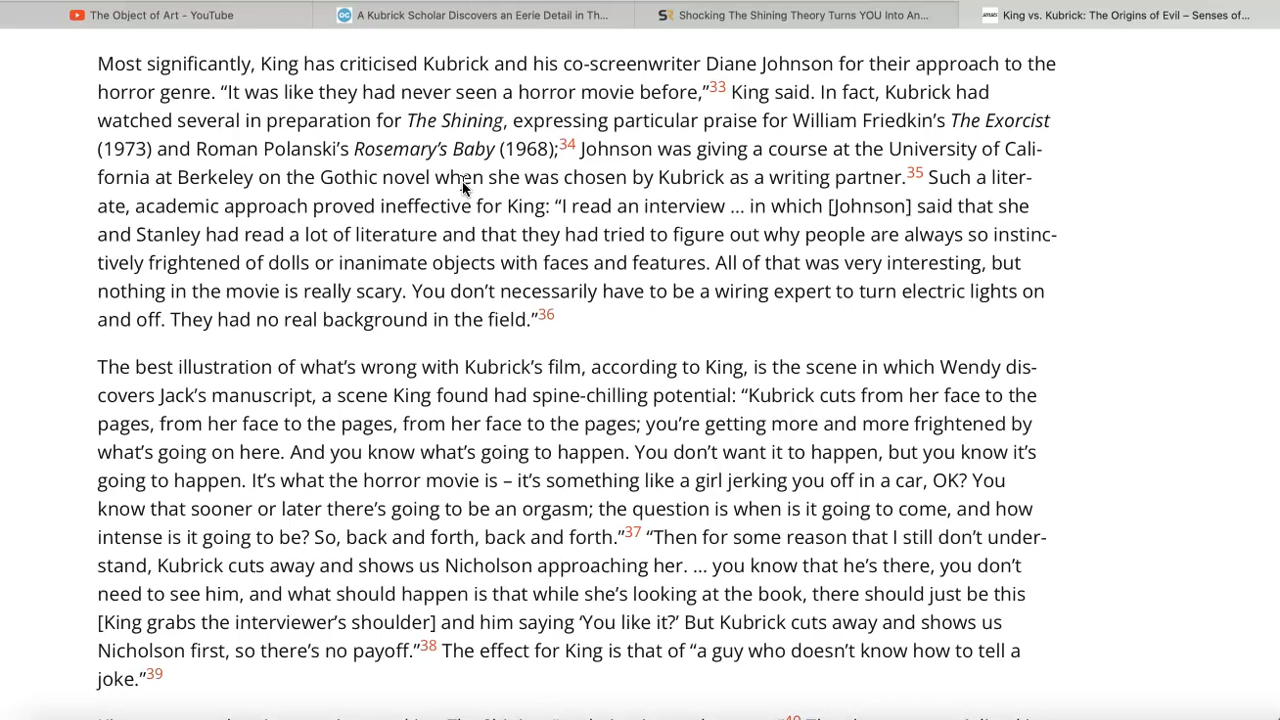 The Object of Art – YouTube
A Kubrick Scholar Discovers an Eerie Detail in Th...
Shocking The Shining Theory Turns YOU Into An...
King vs. Kubrick: The Origins of Evil – Senses of...
Most significantly, King has criticised Kubrick and his co-screenwriter Diane Johnson for their approach to the
horror genre. “It was like they had never seen a horror movie before,”33 King said. In fact, Kubrick had
watched several in preparation for The Shining, expressing particular praise for William Friedkin’s The Exorcist
(1973) and Roman Polanski’s Rosemary’s Baby (1968);34 Johnson was giving a course at the University of Cali-
fornia at Berkeley on the Gothic novel when she was chosen by Kubrick as a writing partner.35 Such a liter-
ate, academic approach proved ineffective for King: “I read an interview ... in which [Johnson] said that she
and Stanley had read a lot of literature and that they had tried to figure out why people are always so instinc-
tively frightened of dolls or inanimate objects with faces and features. All of that was very interesting, but
nothing in the movie is really scary. You don’t necessarily have to be a wiring expert to turn electric lights on
and off. They had no real background in the field.”36
The best illustration of what’s wrong with Kubrick’s film, according to King, is the scene in which Wendy dis-
covers Jack’s manuscript, a scene King found had spine-chilling potential: “Kubrick cuts from her face to the
pages, from her face to the pages, from her face to the pages; you’re getting more and more frightened by
what’s going on here. And you know what’s going to happen. You don’t want it to happen, but you know it’s
going to happen. It’s what the horror movie is – it’s something like a girl jerking you off in a car, OK? You
know that sooner or later there’s going to be an orgasm; the question is when is it going to come, and how
intense is it going to be? So, back and forth, back and forth.”37 “Then for some reason that I still don’t under-
stand, Kubrick cuts away and shows us Nicholson approaching her. ... you know that he’s there, you don’t
need to see him, and what should happen is that while she’s looking at the book, there should just be this
[King grabs the interviewer’s shoulder] and him saying ‘You like it?’ But Kubrick cuts away and shows us
Nicholson first, so there’s no payoff.”38 The effect for King is that of “a guy who doesn’t know how to tell a
joke.”39